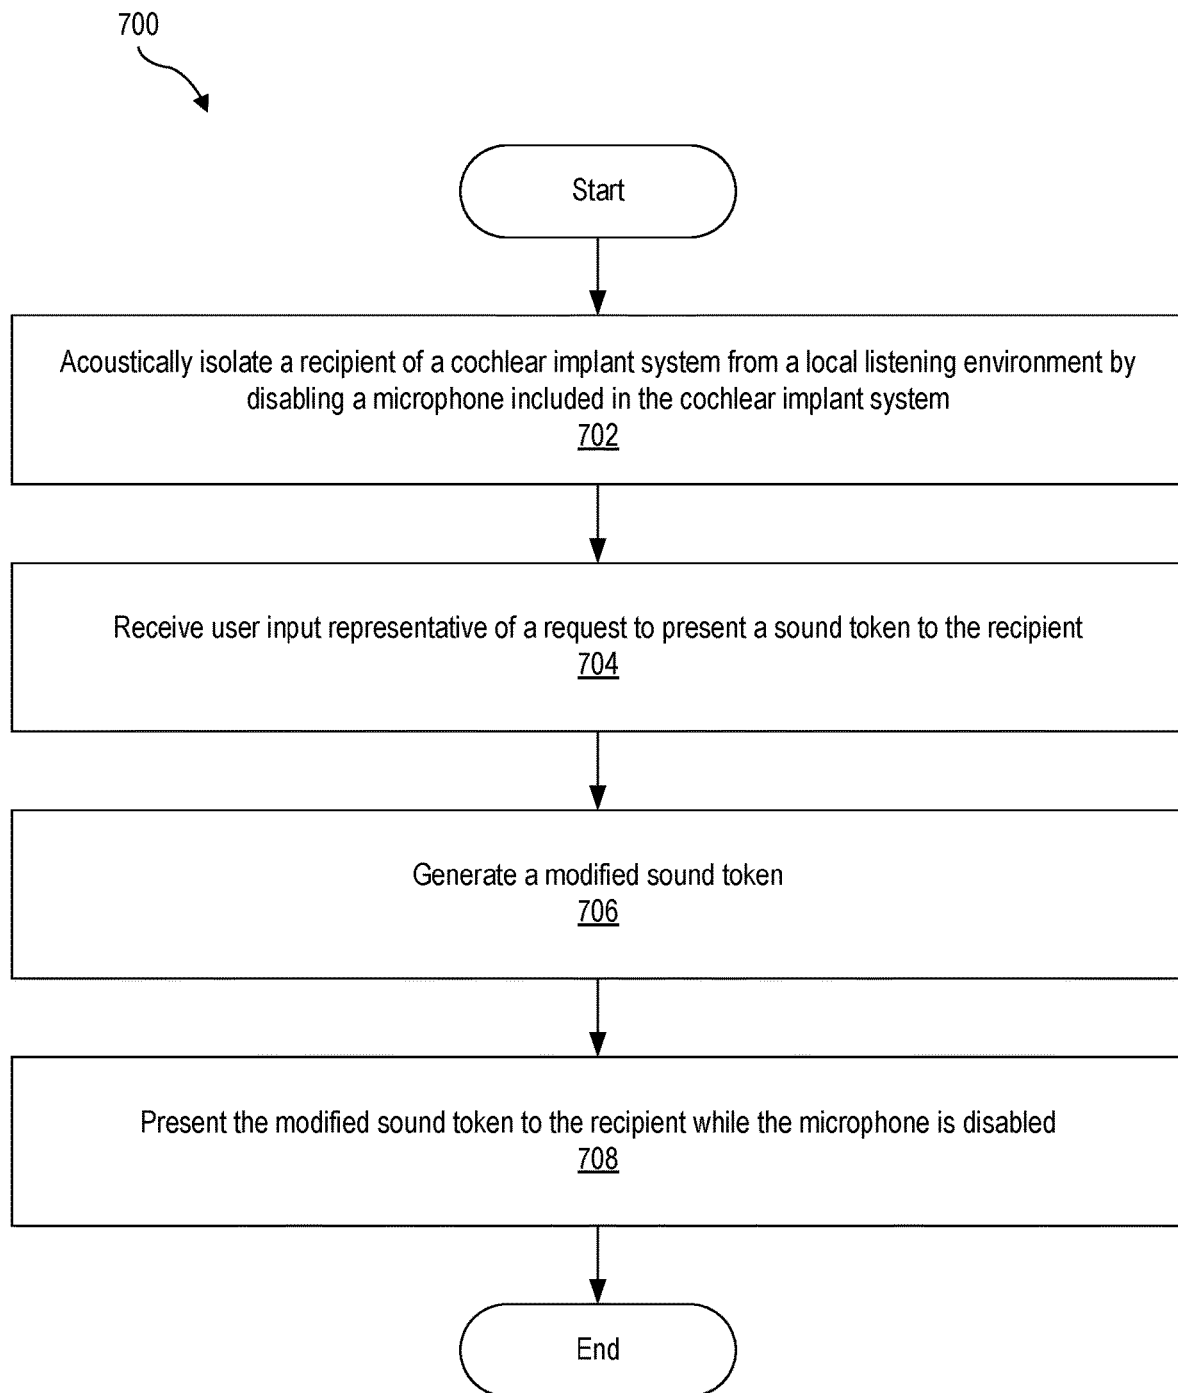 700
Start
Acoustically isolate a recipient of a cochlear implant system from a local listening environment by
disabling a microphone included in the cochlear implant system
702
Receive user input representative of a request to present a sound token to the recipient
704
Generate a modified sound token
706
Present the modified sound token to the recipient while the microphone is disabled
708
End